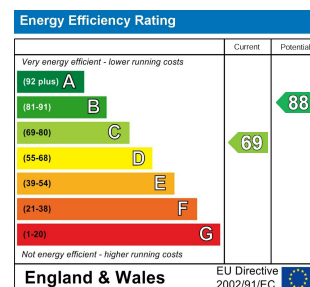 Energy Efficiency Rating
Current Potential
Very energy efficient - lower running costs
(92 plus) A
(81-91) B
(69-80) C
(55-68) D
(39-54) E
(21-38) F
(1-20) G
69
88
Not energy efficient - higher running costs
England & Wales
EU Directive
2002/91/EC